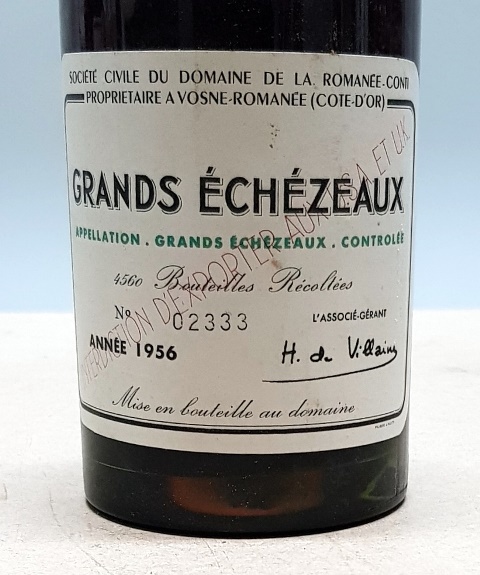 SOCIÉTÉ CIVILE DU DOMAINE DE LA ROMANÉE-CONTI
PROPRIETAIRE A VOSNE-ROMANÉE (COTE-D'OR)
GRANDS ÉCHÉZEAUX
APPELLATION . GRANDS ÉCHÉZEAUX . CONTROLÉE
4560 Bouteilles Récoltées
No 02333
L'ASSOCIÉ-GÉRANT
ANNÉE 1956
H. de Villaine
Mise en bouteille au domaine
INTERDICTION D'EXPORTER AUX U.S.A. ET U.K.